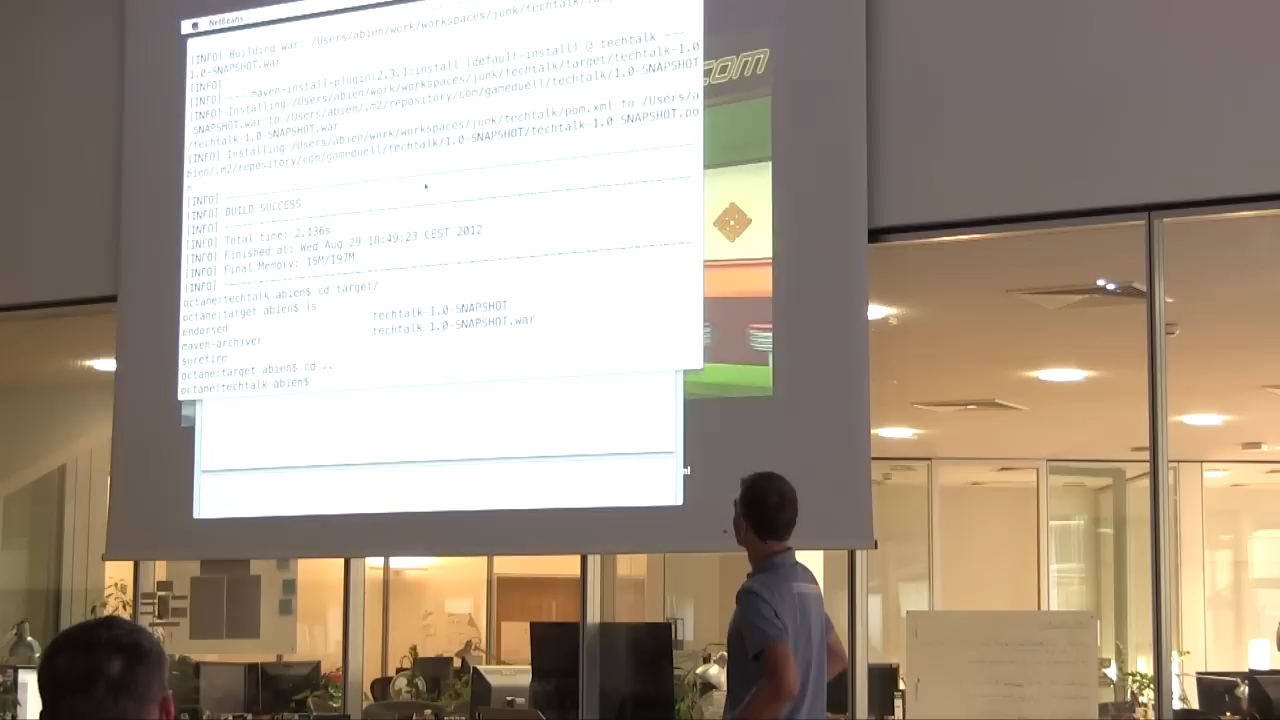 NetBeans
[INFO] Building war: /Users/abien/work/workspaces/junk/techtalk/
1.0-SNAPSHOT.war
[INFO]
[INFO] --- maven-install-plugin:2.3.1:install (default-install) @ techtalk ---
[INFO] Installing /Users/abien/work/workspaces/junk/techtalk/target/techtalk-1.0
-SNAPSHOT.war to /Users/abien/.m2/repository/com/gameduell/techtalk/1.0-SNAPSHOT
/techtalk-1.0-SNAPSHOT.war
[INFO] Installing /Users/abien/work/workspaces/junk/techtalk/pom.xml to /Users/a
bien/.m2/repository/com/gameduell/techtalk/1.0-SNAPSHOT/techtalk-1.0-SNAPSHOT.po
m
[INFO] ------------------------------------------------------------------------
[INFO] BUILD SUCCESS
[INFO] ------------------------------------------------------------------------
[INFO] Total time: 2.136s
[INFO] Finished at: Wed Aug 29 18:49:23 CEST 2012
[INFO] Final Memory: 15M/197M
[INFO] ------------------------------------------------------------------------
octane:techtalk abien$ cd target/
octane:target abien$ ls
endorsed techtalk-1.0-SNAPSHOT
maven-archiver techtalk-1.0-SNAPSHOT.war
surefire
octane:target abien$ cd ..
octane:techtalk abien$
.com
ml